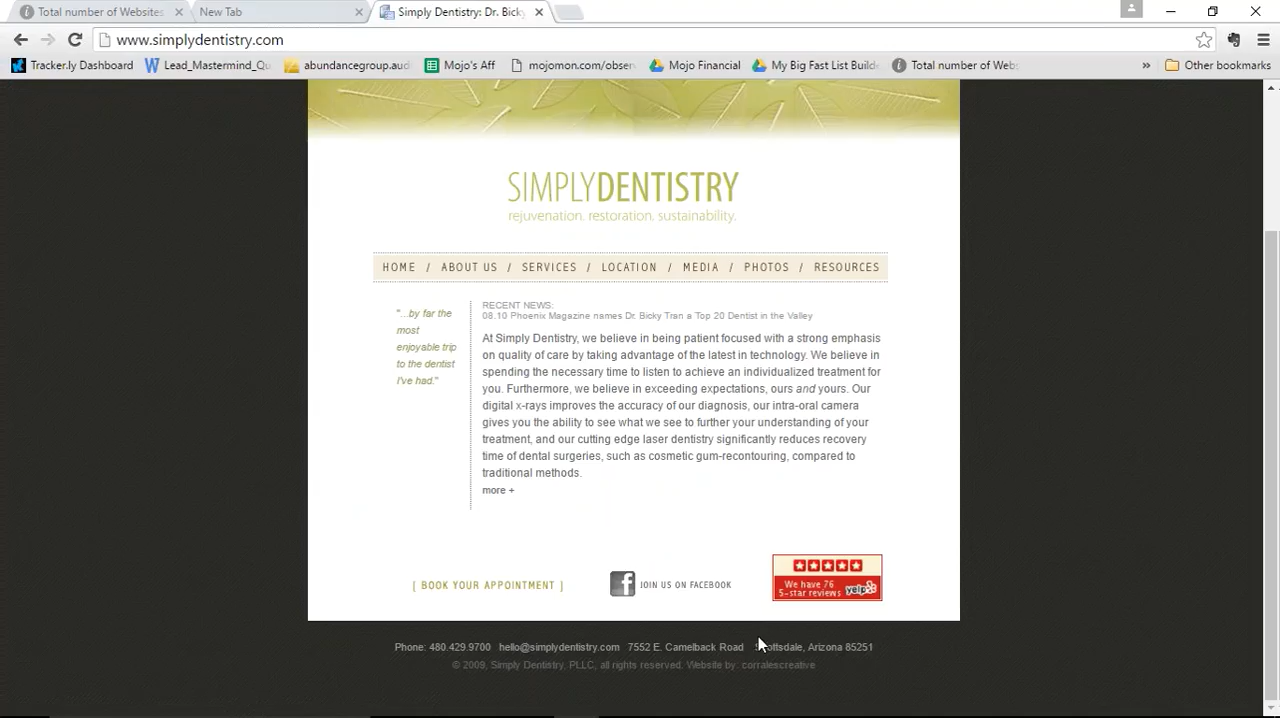 Total number of Websites
New Tab
Simply Dentistry: Dr. Bicky
www.simplydentistry.com
Tracker.ly Dashboard
Lead_Mastermind_Qu
abundancegroup.aud
Mojo's Aff
mojomon.com/obser
Mojo Financial
My Big Fast List Build
Total number of Webs
»
Other bookmarks
SIMPLYDENTISTRY
rejuvenation. restoration. sustainability.
HOME / ABOUT US / SERVICES / LOCATION / MEDIA / PHOTOS / RESOURCES
"...by far the
most
enjoyable trip
to the dentist
I've had."
RECENT NEWS:
08.10 Phoenix Magazine names Dr. Bicky Tran a Top 20 Dentist in the Valley
At Simply Dentistry, we believe in being patient focused with a strong emphasis
on quality of care by taking advantage of the latest in technology. We believe in
spending the necessary time to listen to achieve an individualized treatment for
you. Furthermore, we believe in exceeding expectations, ours and yours. Our
digital x-rays improves the accuracy of our diagnosis, our intra-oral camera
gives you the ability to see what we see to further your understanding of your
treatment, and our cutting edge laser dentistry significantly reduces recovery
time of dental surgeries, such as cosmetic gum-recontouring, compared to
traditional methods.
more +
[ BOOK YOUR APPOINTMENT ]
f JOIN US ON FACEBOOK
We have 76
5-star reviews yelp
Phone: 480.429.9700 hello@simplydentistry.com 7552 E. Camelback Road Scottsdale, Arizona 85251
© 2009, Simply Dentistry, PLLC, all rights reserved. Website by: corralescreative